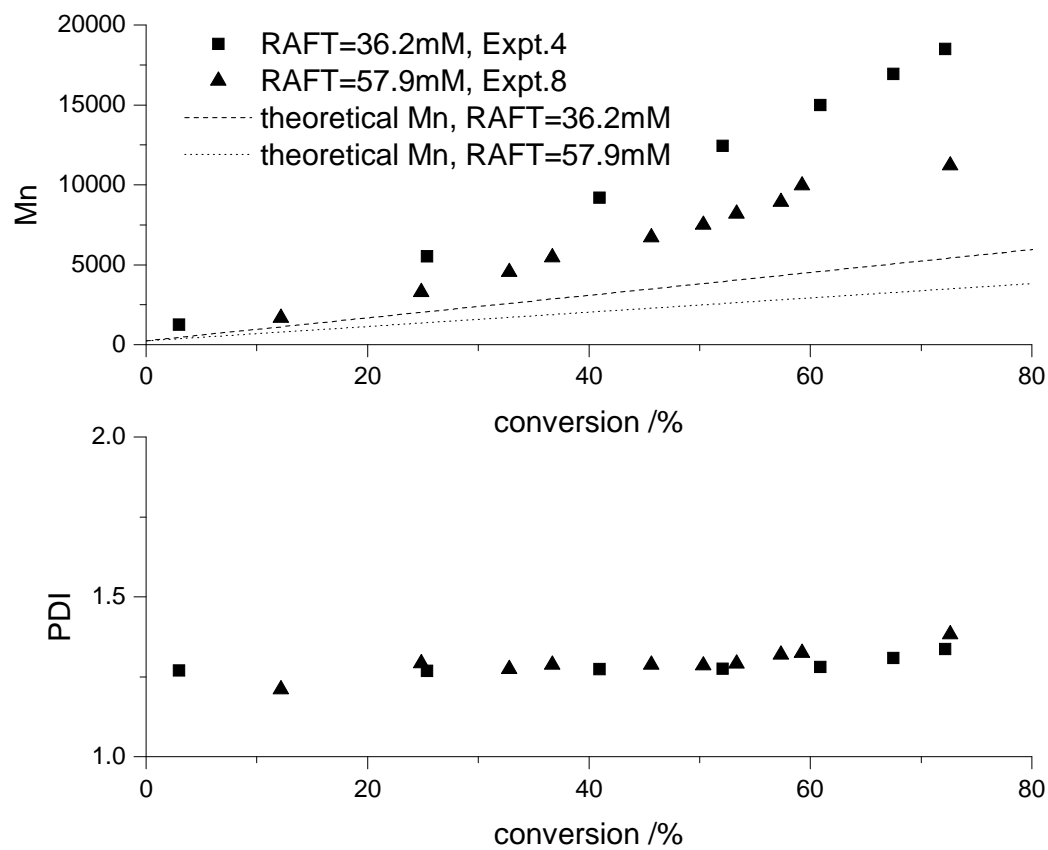 20000
15000
10000
5000
0
Mn
RAFT=36.2mM, Expt.4
RAFT=57.9mM, Expt.8
theoretical Mn, RAFT=36.2mM
theoretical Mn, RAFT=57.9mM
0 20 40 60 80
conversion /%
2.0
1.5
1.0
PDI
0 20 40 60 80
conversion /%